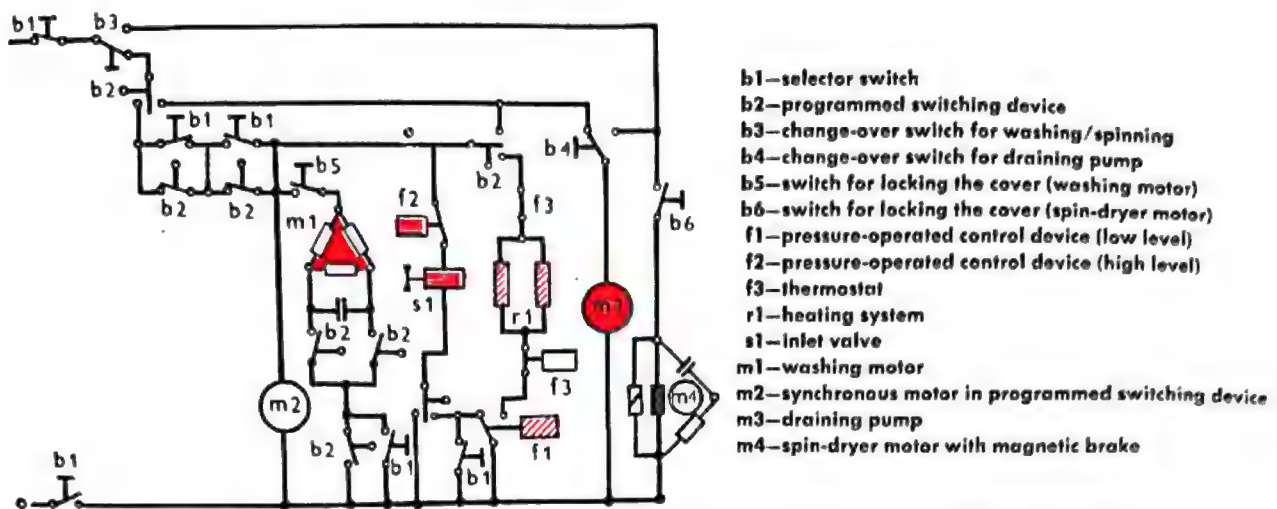 b1
b3
b2
b1
b1
b5
b2
b2
m1
f2
s1
b2
f3
b4
b6
b2
b2
r1
f3
m3
m2
m4
b2
b1
b1
f1
b1
b1—selector switch
b2—programmed switching device
b3—change-over switch for washing/spinning
b4—change-over switch for draining pump
b5—switch for locking the cover (washing motor)
b6—switch for locking the cover (spin-dryer motor)
f1—pressure-operated control device (low level)
f2—pressure-operated control device (high level)
f3—thermostat
r1—heating system
s1—inlet valve
m1—washing motor
m2—synchronous motor in programmed switching device
m3—draining pump
m4—spin-dryer motor with magnetic brake